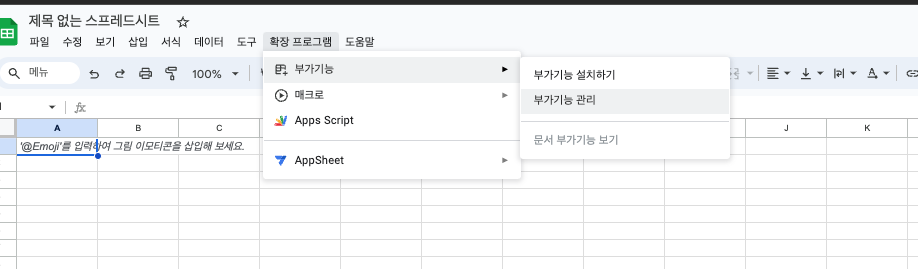 제목 없는 스프레드시트
파일 수정 보기 삽입 서식 데이터 도구 확장 프로그램 도움말
메뉴 100%
부가기능
매크로
Apps Script
AppSheet
부가기능 설치하기
부가기능 관리
문서 부가기능 보기
fx
A B C J K
'@Emoji'를 입력하여 그림 이모티콘을 삽입해 보세요.